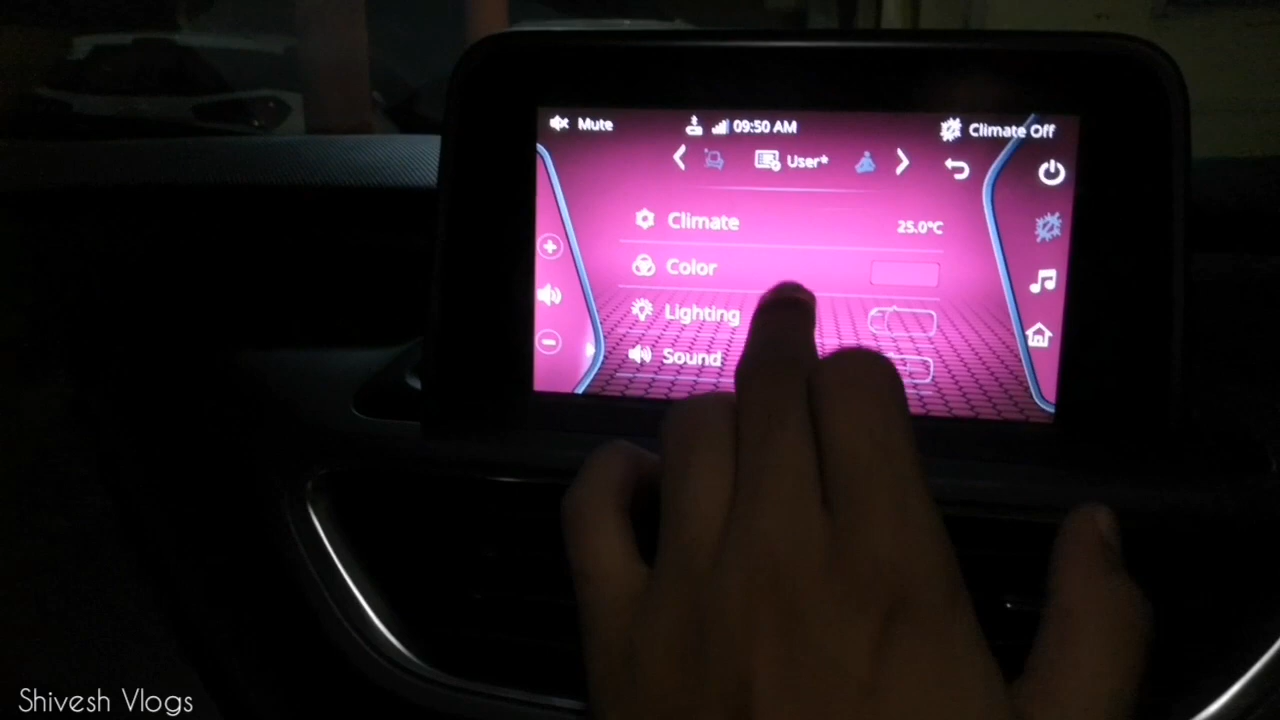 Mute 09:50 AM Climate Off
User*
Climate 25.0°C
Color
Lighting
Sound
Shivesh Vlogs